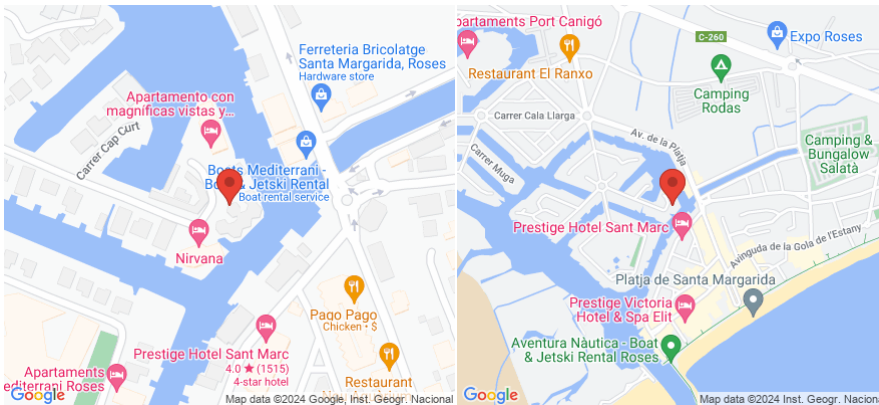 Ferreteria Bricolatge
Santa Margarida, Roses
Hardware store
Apartamento con
magníficas vistas y...
Carrer Cap Curt
Boats Mediterrani -
Boat & Jetski Rental
Boat rental service
Nirvana
Pago Pago
Chicken • $
Prestige Hotel Sant Marc
4.0 ★ (1515)
4-star hotel
Apartaments
editerrani Roses
Restaurant
Google
Map data ©2024 Google, Inst. Geogr. Nacional
partaments Port Canigó
Restaurant El Ranxo
C-260
Expo Roses
Camping
Rodas
Carrer Cala Llarga
Av. de la Platja
Camping &
Bungalow
Salatà
Carrer Muga
Prestige Hotel Sant Marc
Avinguda de la Gola de l'Estany
Platja de Santa Margarida
Prestige Victoria
Hotel & Spa Elit
Aventura Nàutica - Boat
& Jetski Rental Roses
Google
Map data ©2024 Inst. Geogr. Nacional